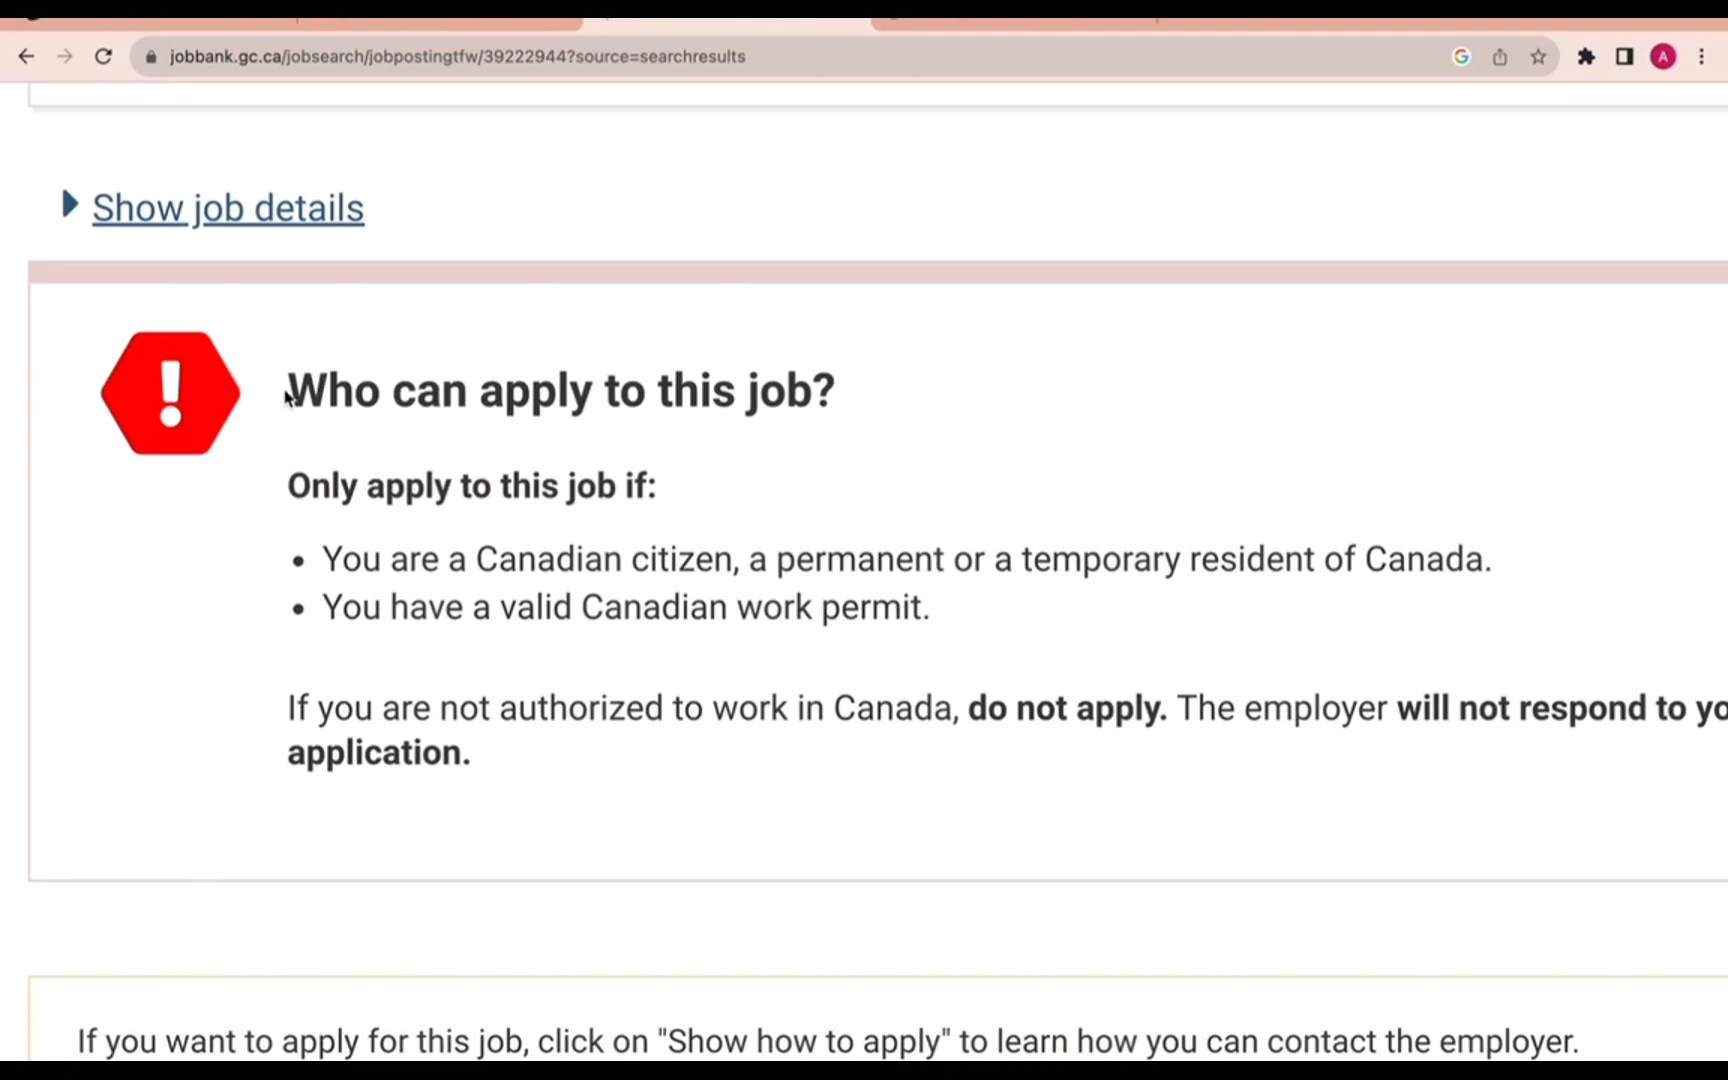 jobbank.gc.ca/jobsearch/jobpostingtfw/39222944?source=searchresults
G
A
Show job details
!
Who can apply to this job?
Only apply to this job if:
• You are a Canadian citizen, a permanent or a temporary resident of Canada.
• You have a valid Canadian work permit.
If you are not authorized to work in Canada, do not apply. The employer will not respond to yo
application.
If you want to apply for this job, click on "Show how to apply" to learn how you can contact the employer.